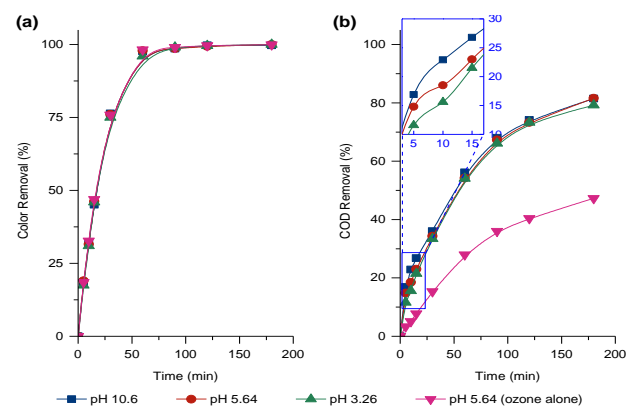 (a)
(b)
100
75
50
25
0
Color Removal (%)
0
50
100
150
200
Time (min)
100
80
60
40
20
0
COD Removal (%)
0
50
100
150
200
Time (min)
30
25
20
15
10
5
10
15
pH 10.6
pH 5.64
pH 3.26
pH 5.64 (ozone alone)